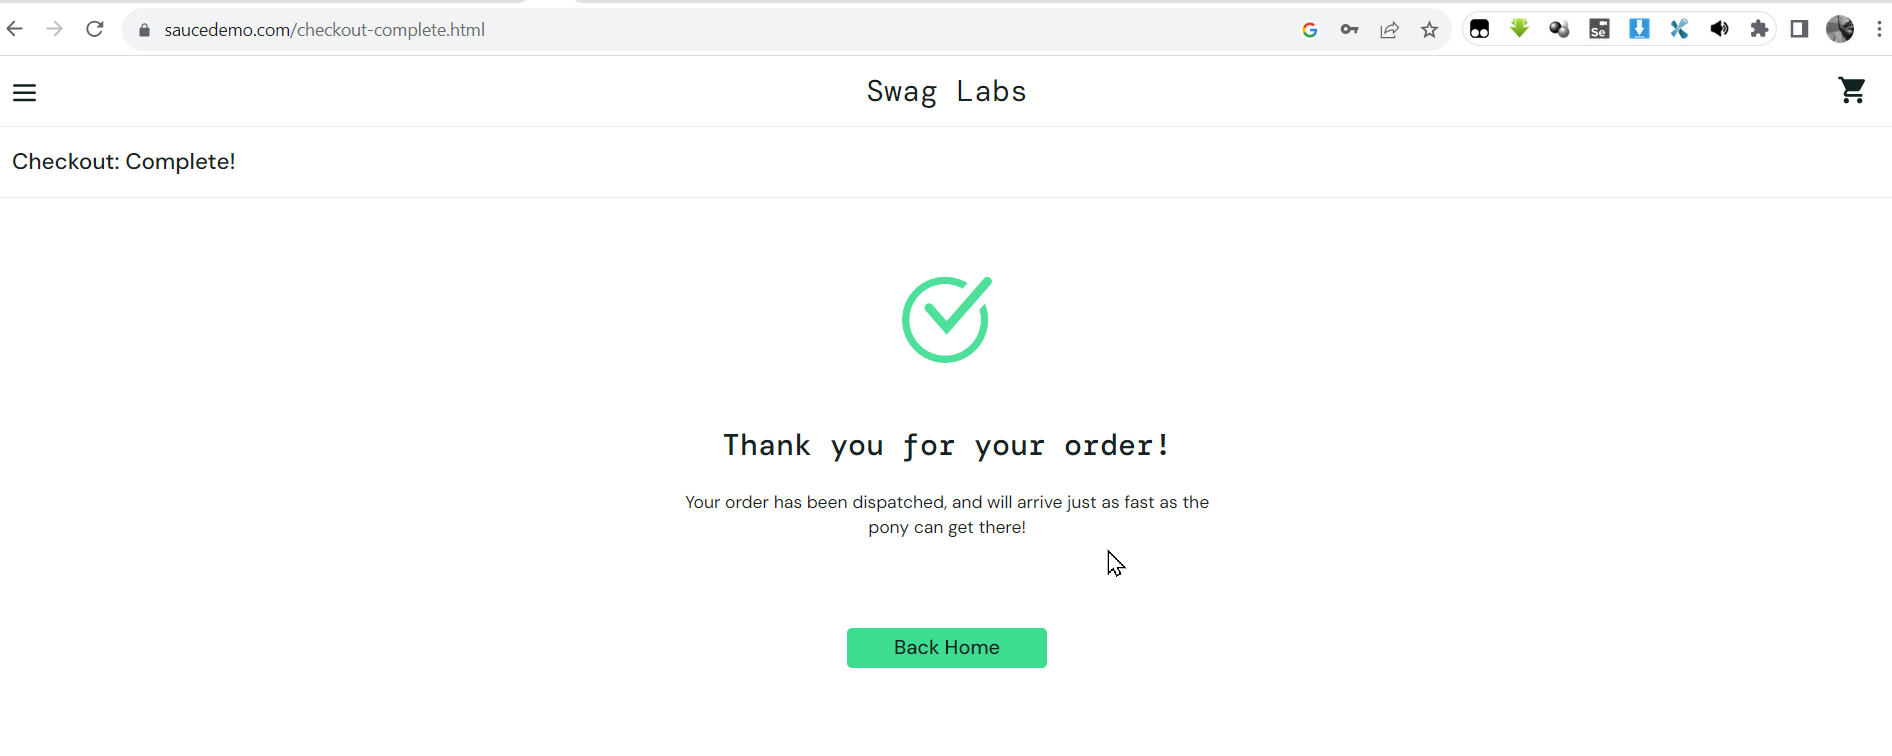 saucedemo.com/checkout-complete.html
Se
Swag Labs
Checkout: Complete!
Thank you for your order!
Your order has been dispatched, and will arrive just as fast as the
pony can get there!
Back Home